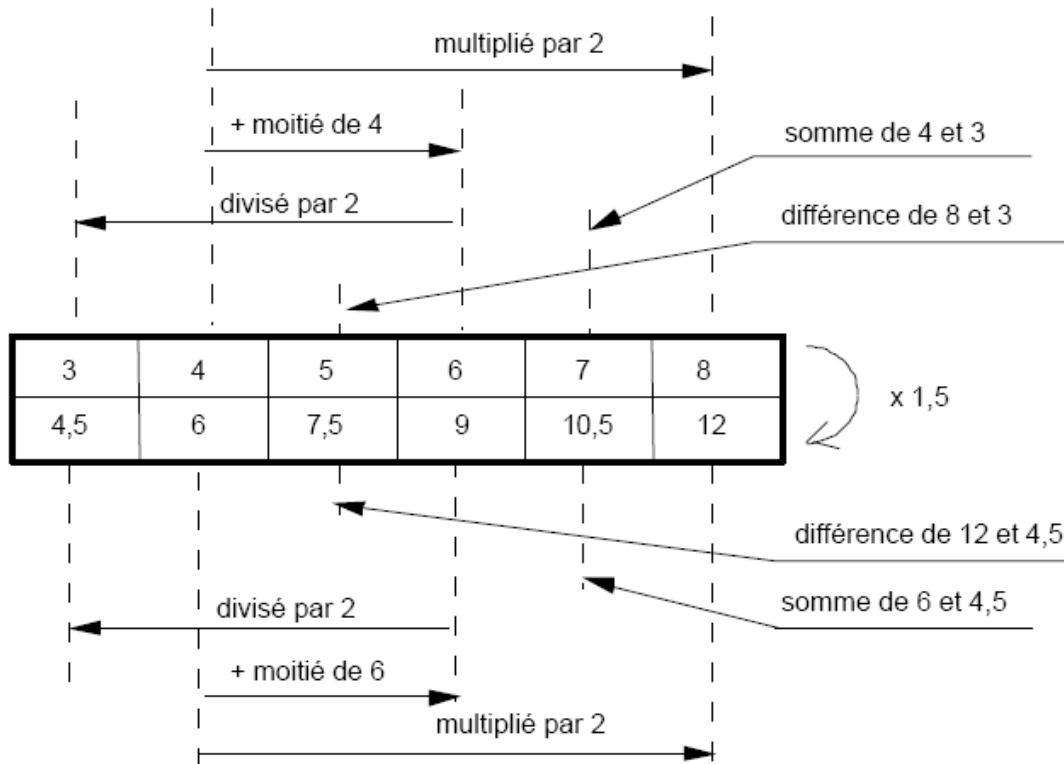 multiplié par 2
+ moitié de 4
somme de 4 et 3
divisé par 2
différence de 8 et 3
3 4 5 6 7 8
x 1,5
4,5 6 7,5 9 10,5 12
différence de 12 et 4,5
divisé par 2
somme de 6 et 4,5
+ moitié de 6
multiplié par 2